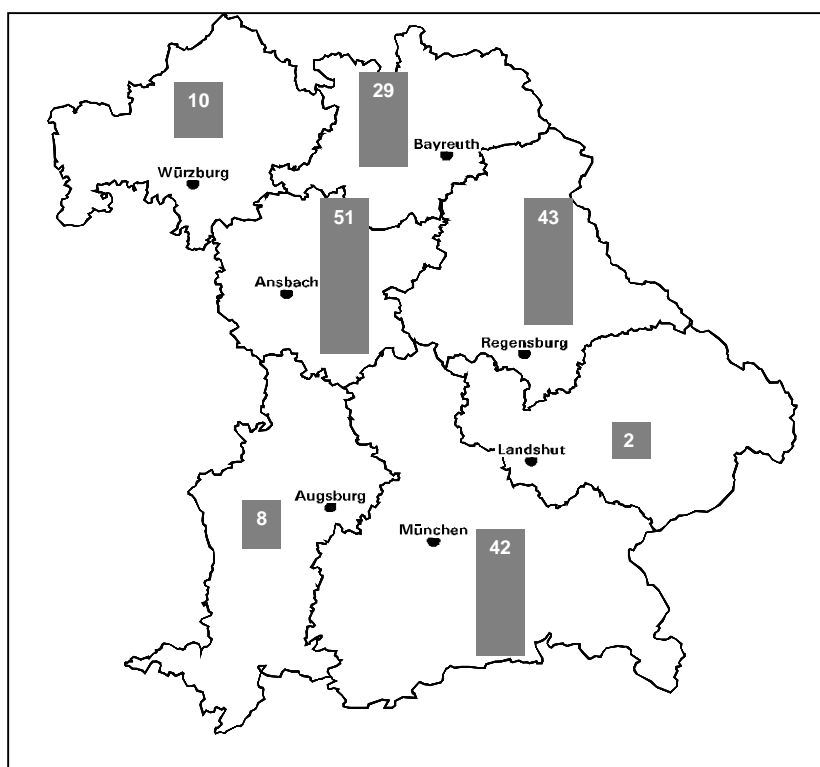 10
29
Bayreuth
Würzburg
51
43
Ansbach
Regensburg
2
Landshut
Augsburg
8
München
42